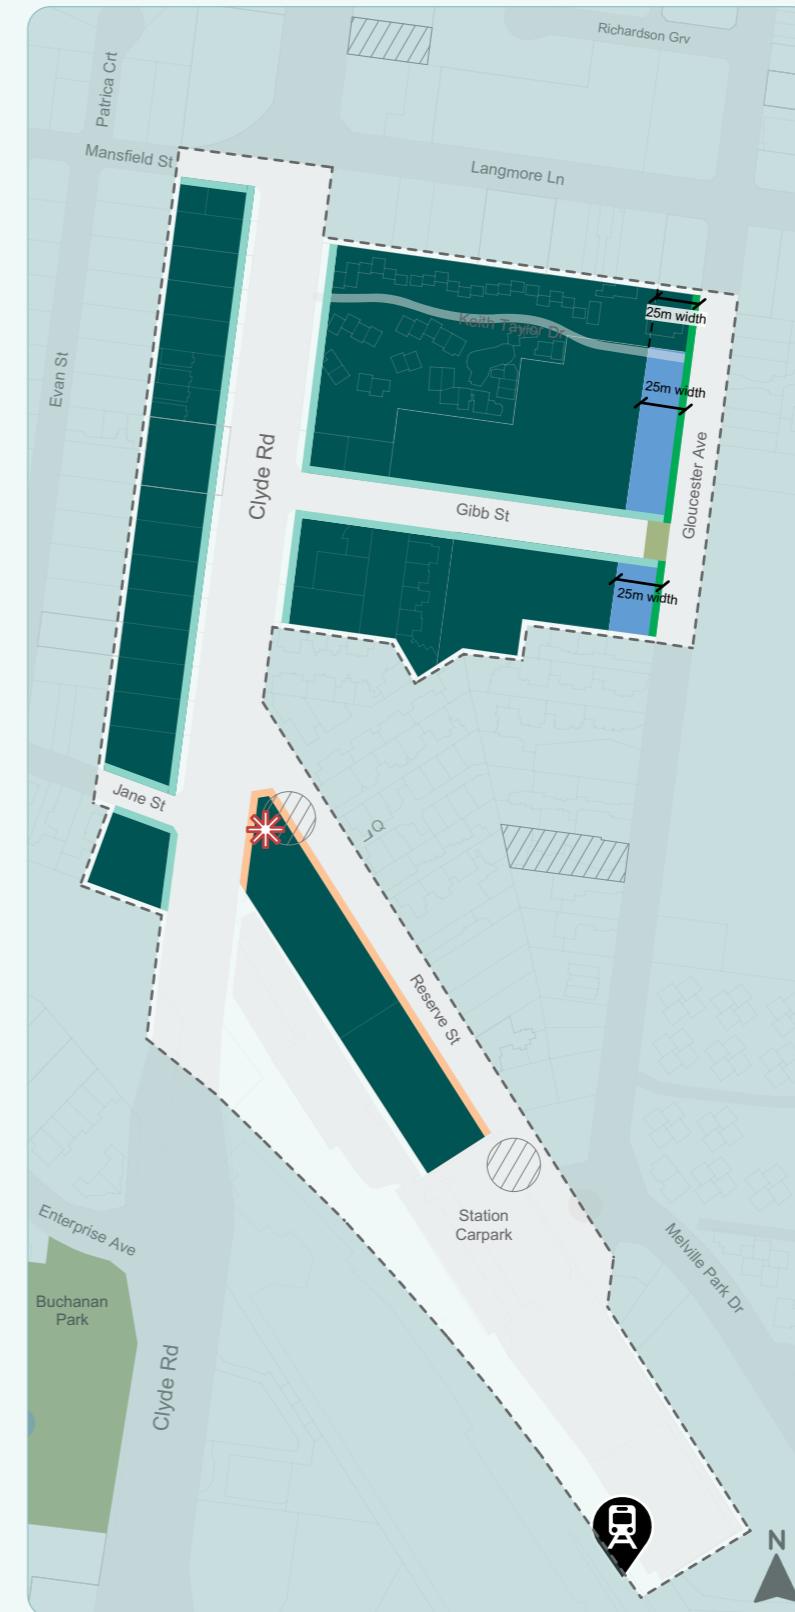 Richardson Grv
Patrica Crt
Mansfield St
Langmore Ln
25m width
Keith Taylor Dr
Evan St
25m width
Clyde Rd
Gloucester Ave
Gibb St
25m width
Jane St
Q
Reserve St
Station
Carpark
Enterprise Ave
Melville Park Dr
Buchanan
Park
Clyde Rd
N